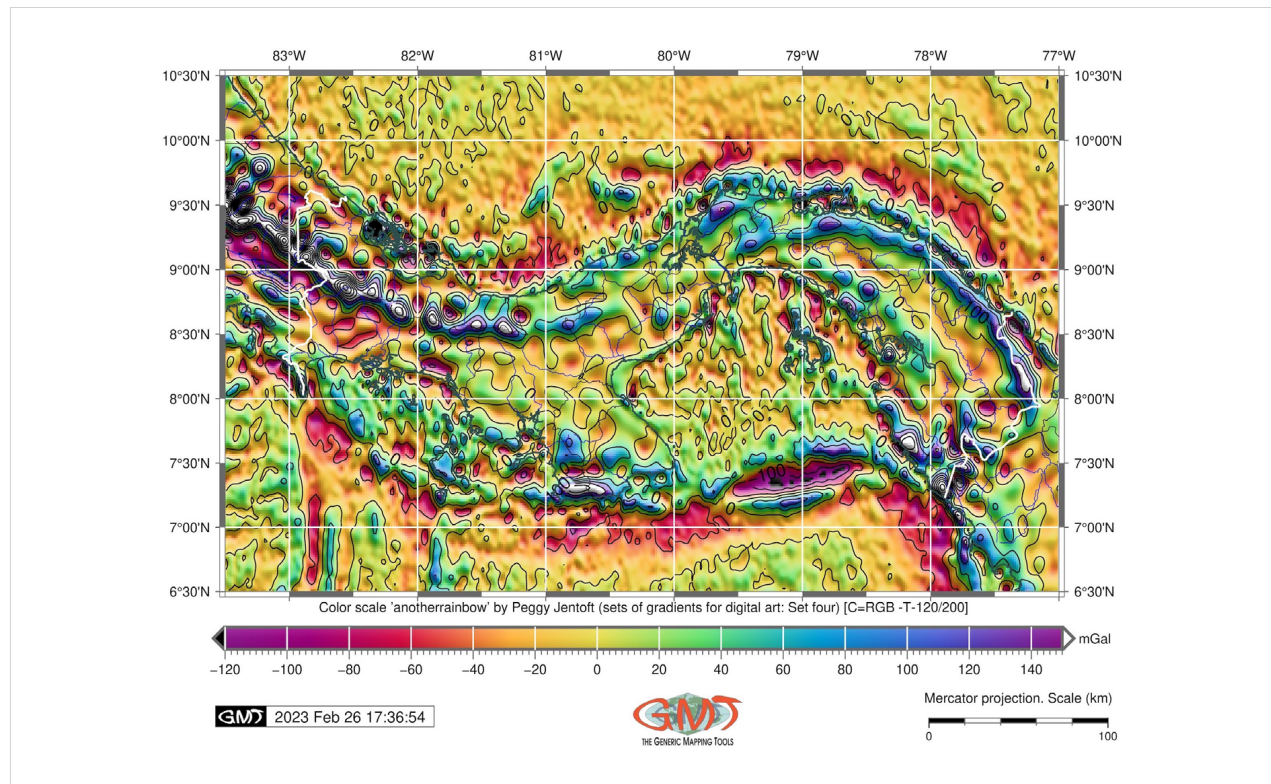 83°W 82°W 81°W 80°W 79°W 78°W 77°W
10°30'N 10°30'N
10°00'N 10°00'N
9°30'N 9°30'N
9°00'N 9°00'N
8°30'N 8°30'N
8°00'N 8°00'N
7°30'N 7°30'N
7°00'N 7°00'N
6°30'N 6°30'N
Color scale 'anotherrainbow' by Peggy Jentoft (sets of gradients for digital art: Set four) [C=RGB -T-120/200]
mGal
−120 −100 −80 −60 −40 −20 0 20 40 60 80 100 120 140
GMT 2023 Feb 26 17:36:54
GMT
THE GENERIC MAPPING TOOLS
Mercator projection. Scale (km)
0 100